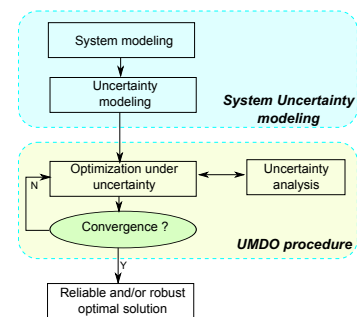 System modeling
Uncertainty
modeling
System Uncertainty
modeling
Optimization under
uncertainty
Uncertainty
analysis
N
Convergence ?
UMDO procedure
Y
Reliable and/or robust
optimal solution